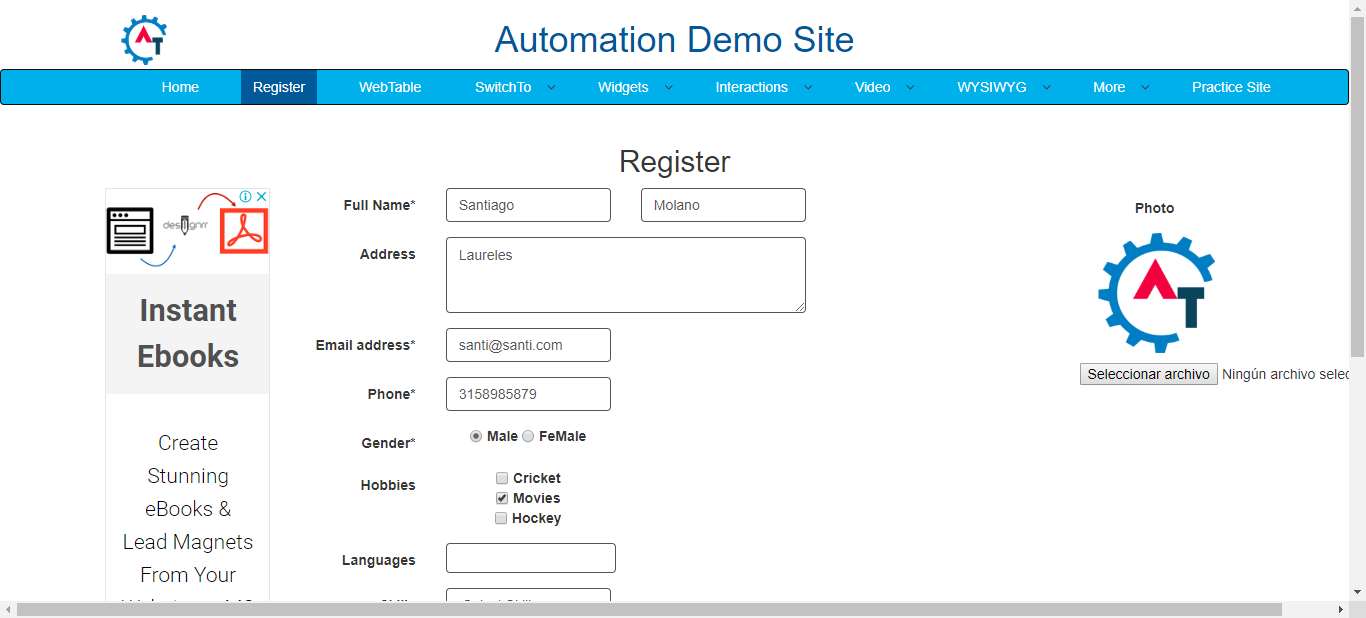 Automation Demo Site
Home Register WebTable SwitchTo Widgets Interactions Video WYSIWYG More Practice Site
Register
Full Name* Santiago Molano
Address Laureles
Email address* santi@santi.com
Phone* 3158985879
Gender* Male FeMale
Hobbies Cricket
Movies
Hockey
Languages
Photo
AT
Seleccionar archivo Ningún archivo selec
designrr
Instant
Ebooks
Create
Stunning
eBooks &
Lead Magnets
From Your